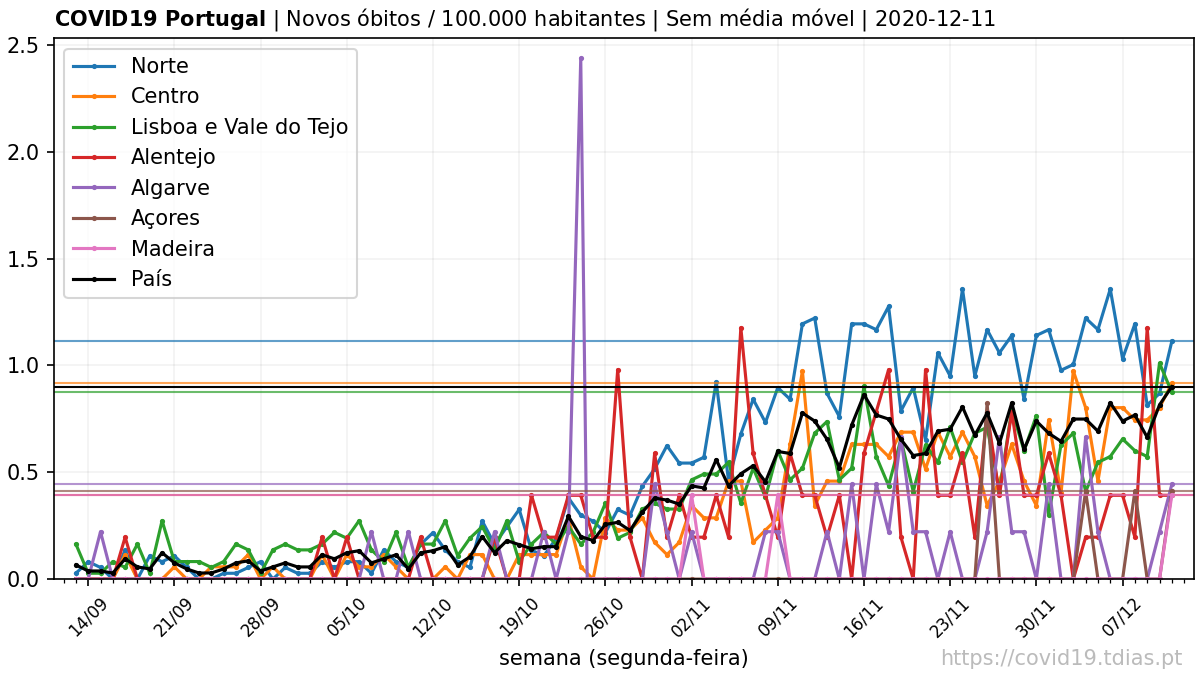 COVID19 Portugal | Novos óbitos / 100.000 habitantes | Sem média móvel | 2020-12-11
2.5
2.0
1.5
1.0
0.5
0.0
Norte
Centro
Lisboa e Vale do Tejo
Alentejo
Algarve
Açores
Madeira
País
14/09
21/09
28/09
05/10
12/10
19/10
26/10
02/11
09/11
16/11
23/11
30/11
07/12
semana (segunda-feira)
https://covid19.tdias.pt